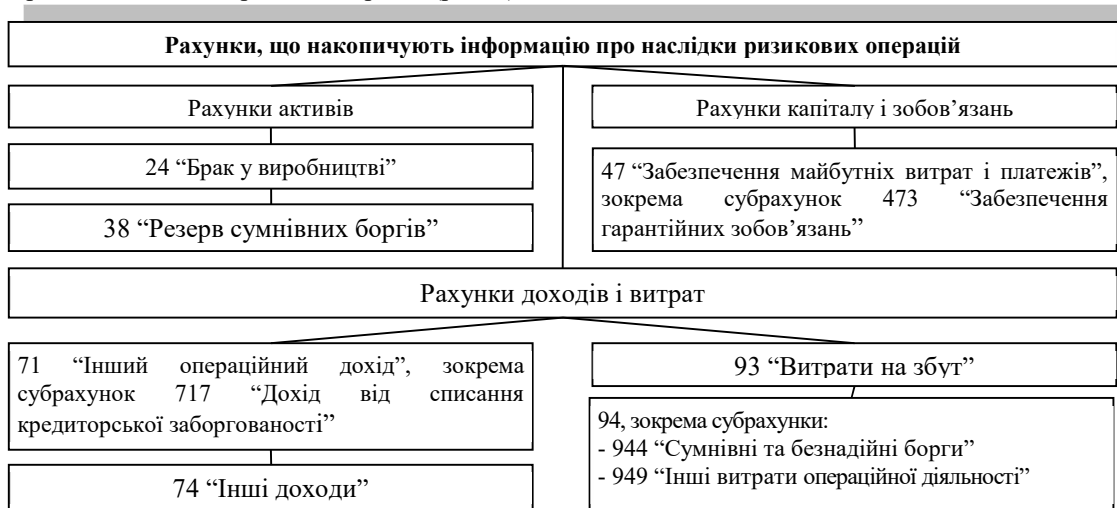 Рахунки, що накопичують інформацію про наслідки ризикових операцій
Рахунки активів
Рахунки капіталу і зобов’язань
24 “Брак у виробництві”
38 “Резерв сумнівних боргів”
47 “Забезпечення майбутніх витрат і платежів”,
зокрема субрахунок 473 “Забезпечення
гарантійних зобов’язань”
Рахунки доходів і витрат
71 “Інший операційний дохід”, зокрема
субрахунок 717 “Дохід від списання
кредиторської заборгованості”
74 “Інші доходи”
93 “Витрати на збут”
94, зокрема субрахунки:
- 944 “Сумнівні та безнадійні борги”
- 949 “Інші витрати операційної діяльності”